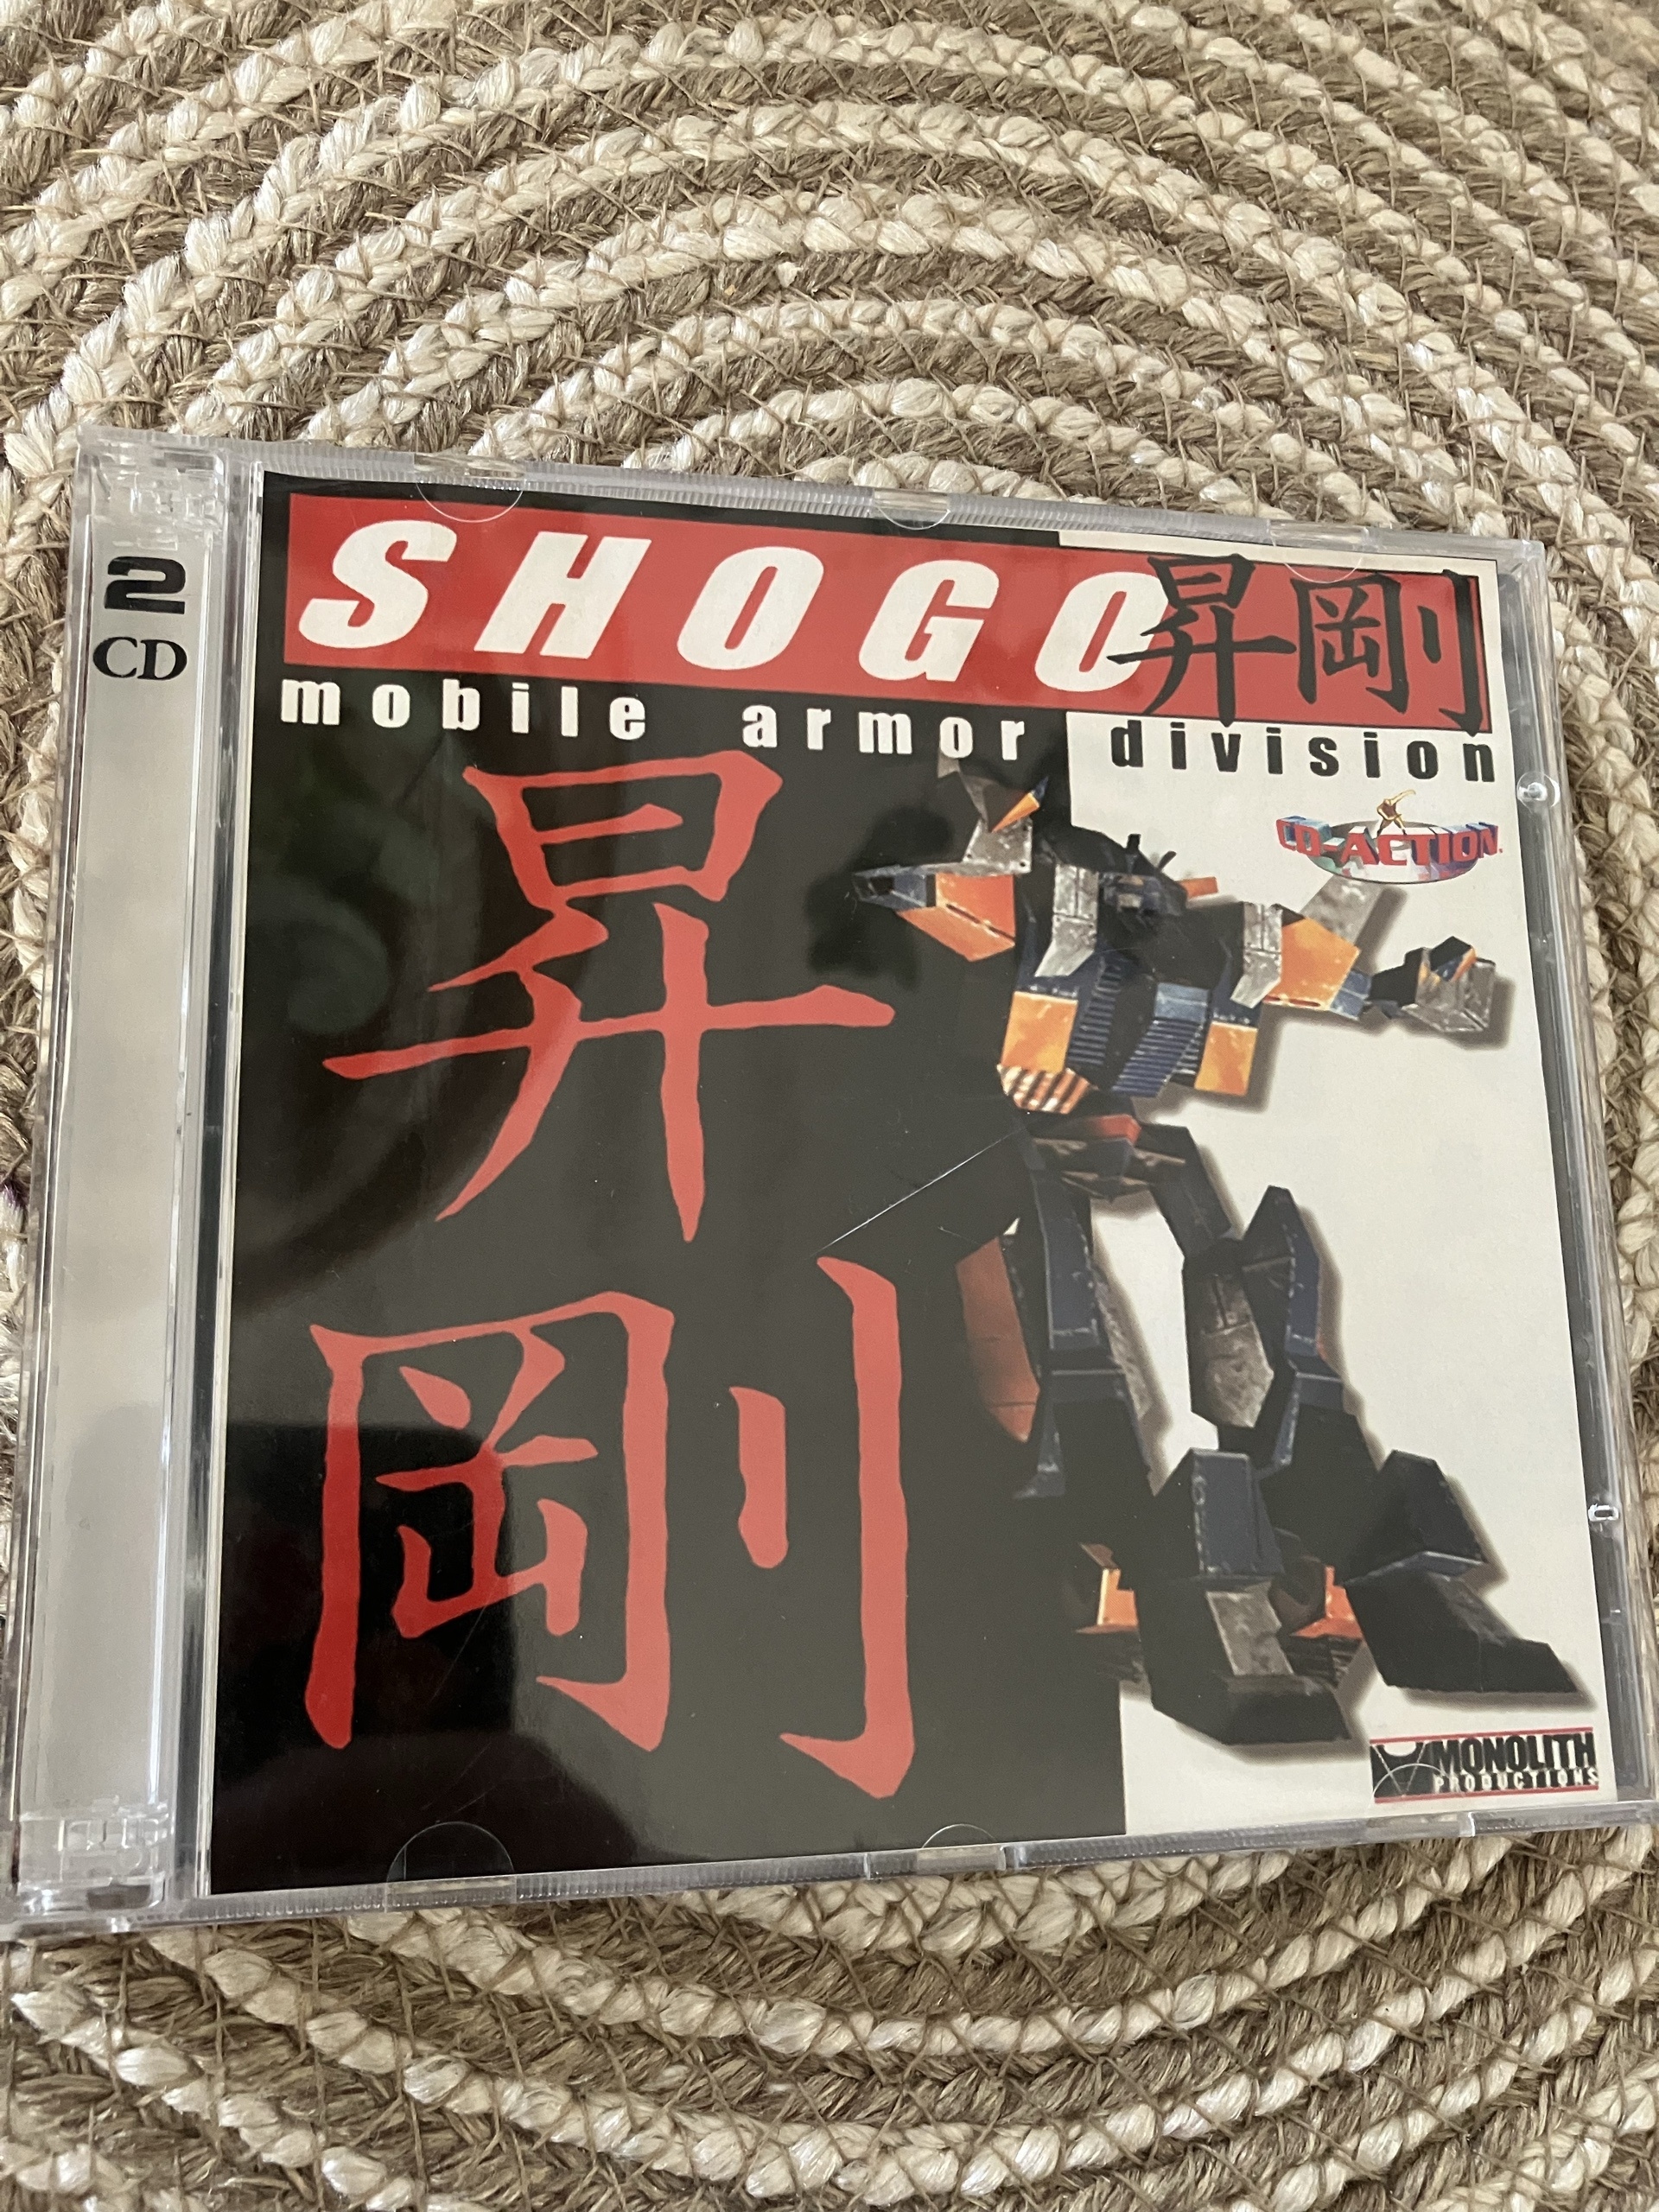 2
CD
SHOGO昇剛
mobile armor division
CD-ACTION
昇
剛
MONOLITH
PRODUCTIONS